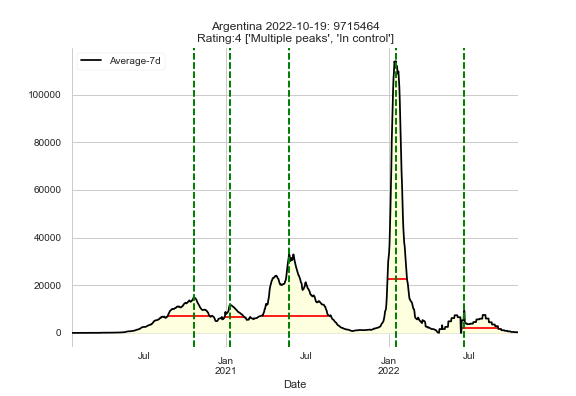 Argentina 2022-10-19: 9715464
Rating:4 ['Multiple peaks', 'In control']
Average-7d
100000
80000
60000
40000
20000
0
Jul
Jan
2021
Jul
Jan
2022
Jul
Date